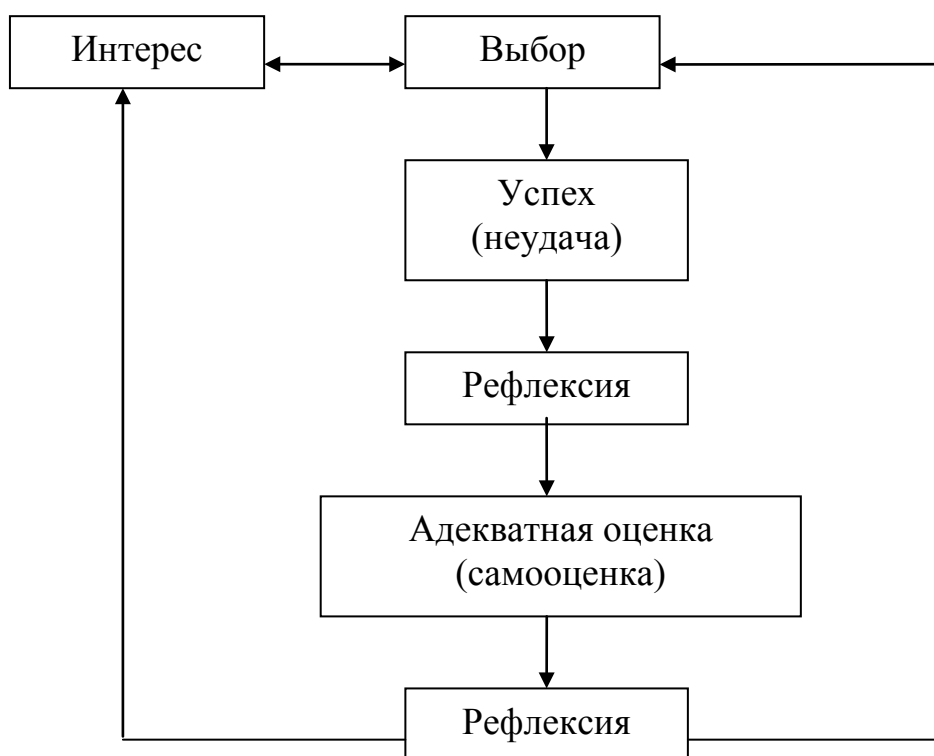 Интерес
Выбор
Успех
(неудача)
Рефлексия
Адекватная оценка
(самооценка)
Рефлексия